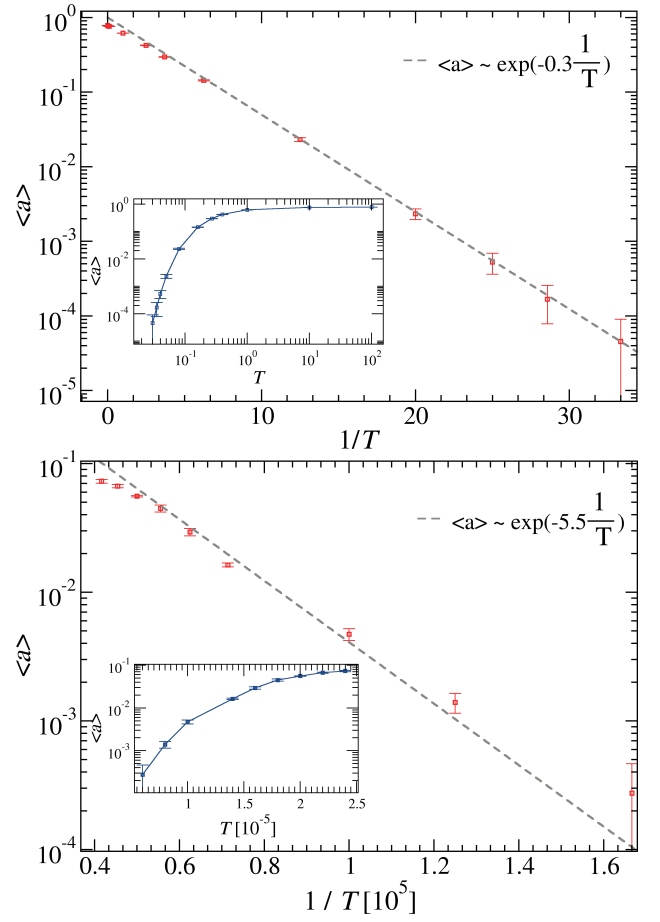 10^0
10^-1
10^-2
10^-3
10^-4
10^-5
<a>
<a> ~ exp(-0.3 1/T)
10^0
10^-2
10^-4
<a>
10^-1 10^0 10^1 10^2
T
0 10 20 30
1/T
10^-1
10^-2
10^-3
10^-4
<a>
<a> ~ exp(-5.5 1/T)
10^-1
10^-2
10^-3
<a>
1 1.5 2 2.5
T [10^-5]
0.4 0.6 0.8 1 1.2 1.4 1.6
1 / T [10^5]